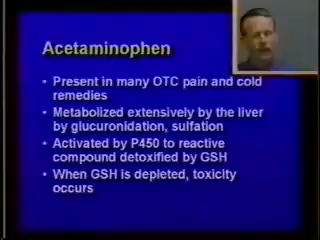 Acetaminophen
• Present in many OTC pain and cold
remedies
• Metabolized extensively by the liver
by glucuronidation, sulfation
• Activated by P450 to reactive
compound detoxified by GSH
• When GSH is depleted, toxicity
occurs